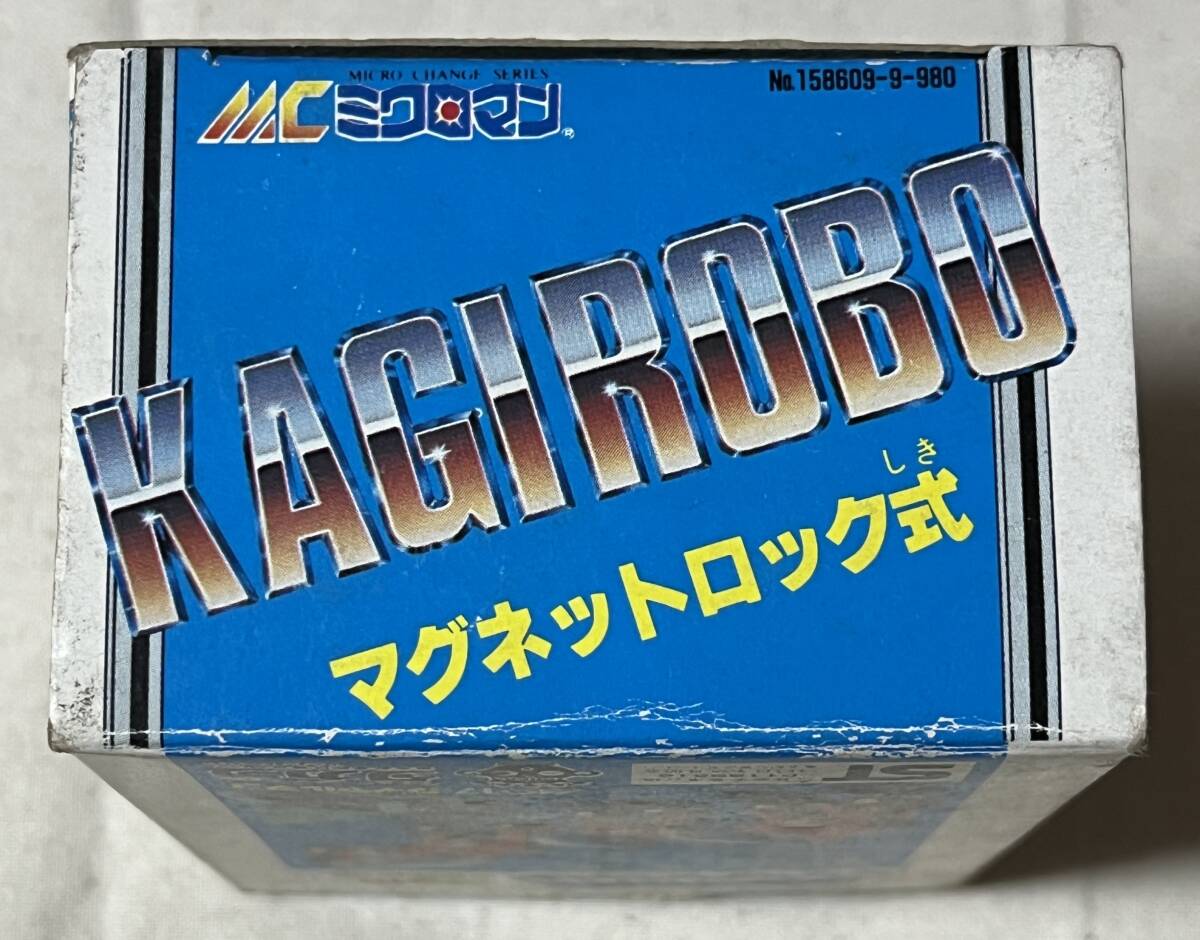 MICRO CHANGE SERIES
MC ミクロマン®
No.158609-9-980
KAGIROBO
しき
マグネットロック式
ST